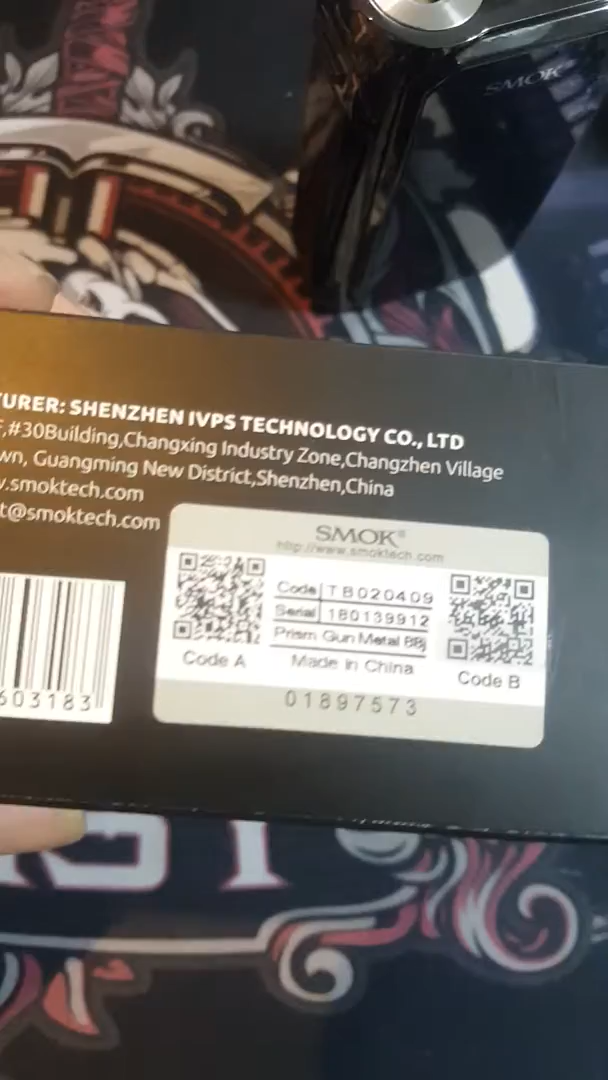 SMOK
TURER: SHENZHEN IVPS TECHNOLOGY CO., LTD
F,#30Building,Changxing Industry Zone,Changzhen Village
wn, Guangming New District,Shenzhen,China
w.smoktech.com
t@smoktech.com
SMOK®
http://www.smoktech.com
Code TB020409
Serial 180139912
Prism Gun Metal
Made in China
Code A
Code B
01897573
603183